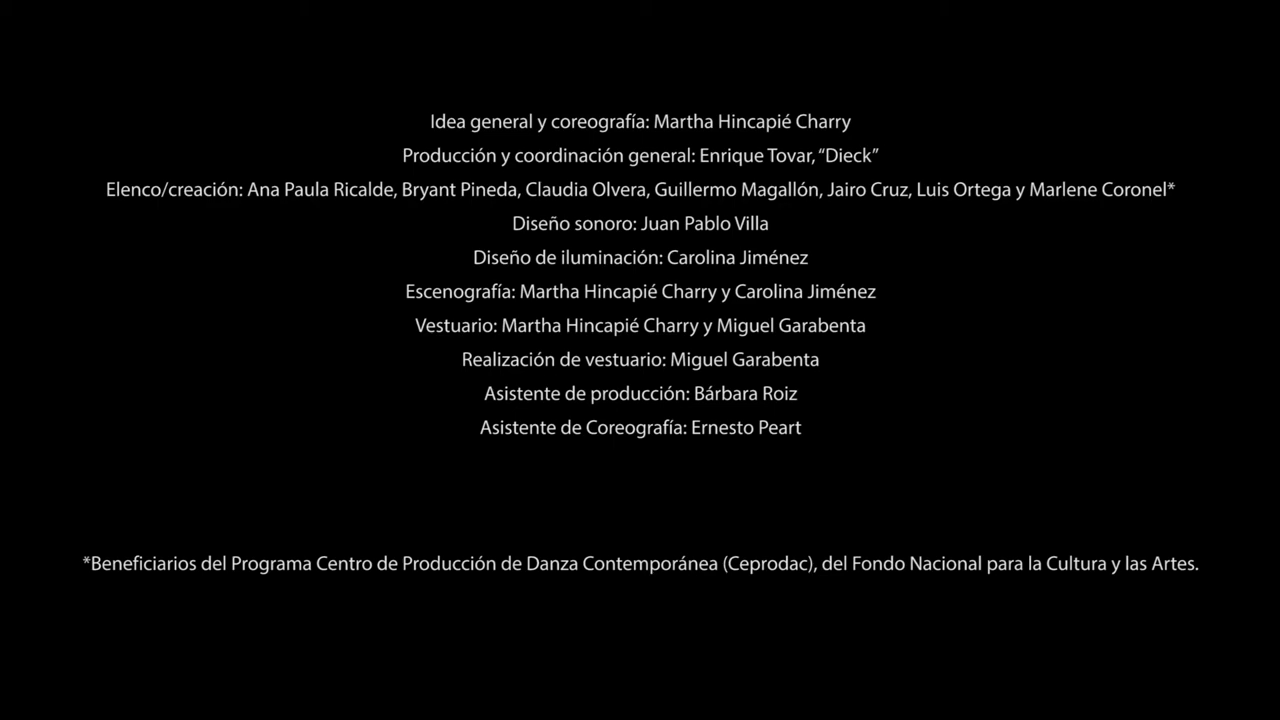 Idea general y coreografía: Martha Hincapié Charry
Producción y coordinación general: Enrique Tovar, “Dieck”
Elenco/creación: Ana Paula Ricalde, Bryant Pineda, Claudia Olvera, Guillermo Magallón, Jairo Cruz, Luis Ortega y Marlene Coronel*
Diseño sonoro: Juan Pablo Villa
Diseño de iluminación: Carolina Jiménez
Escenografía: Martha Hincapié Charry y Carolina Jiménez
Vestuario: Martha Hincapié Charry y Miguel Garabenta
Realización de vestuario: Miguel Garabenta
Asistente de producción: Bárbara Roiz
Asistente de Coreografía: Ernesto Peart
*Beneficiarios del Programa Centro de Producción de Danza Contemporánea (Ceprodac), del Fondo Nacional para la Cultura y las Artes.